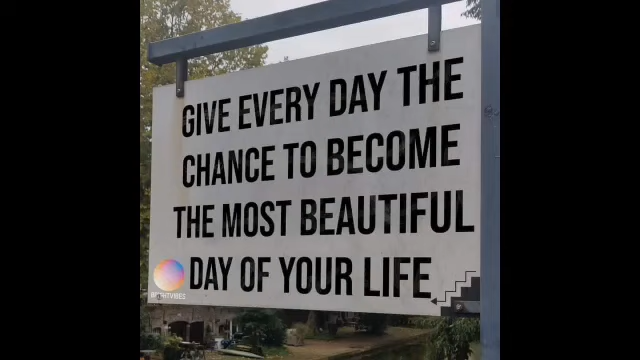 GIVE EVERY DAY THE
CHANCE TO BECOME
THE MOST BEAUTIFUL
DAY OF YOUR LIFE